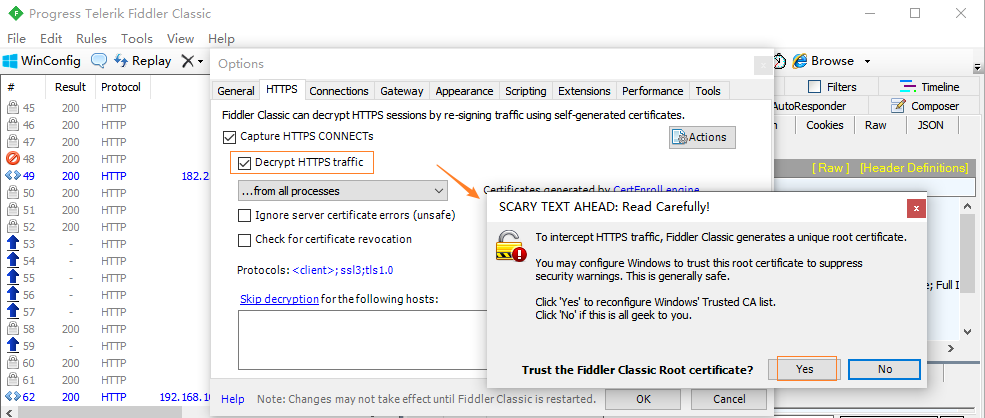 Progress Telerik Fiddler Classic
File Edit Rules Tools View Help
WinConfig Replay Browse
# Result Protocol
45 200 HTTP
46 200 HTTP
47 200 HTTP
48 200 HTTP
49 200 HTTP 182.2
50 200 HTTP
51 200 HTTP
52 200 HTTP
53 - HTTP
54 - HTTP
55 - HTTP
56 - HTTP
57 - HTTP
58 200 HTTP
59 - HTTP
60 200 HTTP
61 200 HTTP
62 200 HTTP 192.168.10
Options
General HTTPS Connections Gateway Appearance Scripting Extensions Performance Tools
Fiddler Classic can decrypt HTTPS sessions by re-signing traffic using self-generated certificates.
Capture HTTPS CONNECTs
Actions
Decrypt HTTPS traffic
...from all processes
Certificates generated by CertEnroll engine
Ignore server certificate errors (unsafe)
Check for certificate revocation
Protocols: <client>;ssl3;tls1.0
Skip decryption for the following hosts:
Help Note: Changes may not take effect until Fiddler Classic is restarted. OK Cancel
SCARY TEXT AHEAD: Read Carefully!
To intercept HTTPS traffic, Fiddler Classic generates a unique root certificate.
You may configure Windows to trust this root certificate to suppress
security warnings. This is generally safe.
Click 'Yes' to reconfigure Windows' Trusted CA list.
Click 'No' if this is all geek to you.
Trust the Fiddler Classic Root certificate? Yes No
Filters Timeline
AutoResponder Composer
Cookies Raw JSON
[ Raw ] [Header Definitions]
; Full I